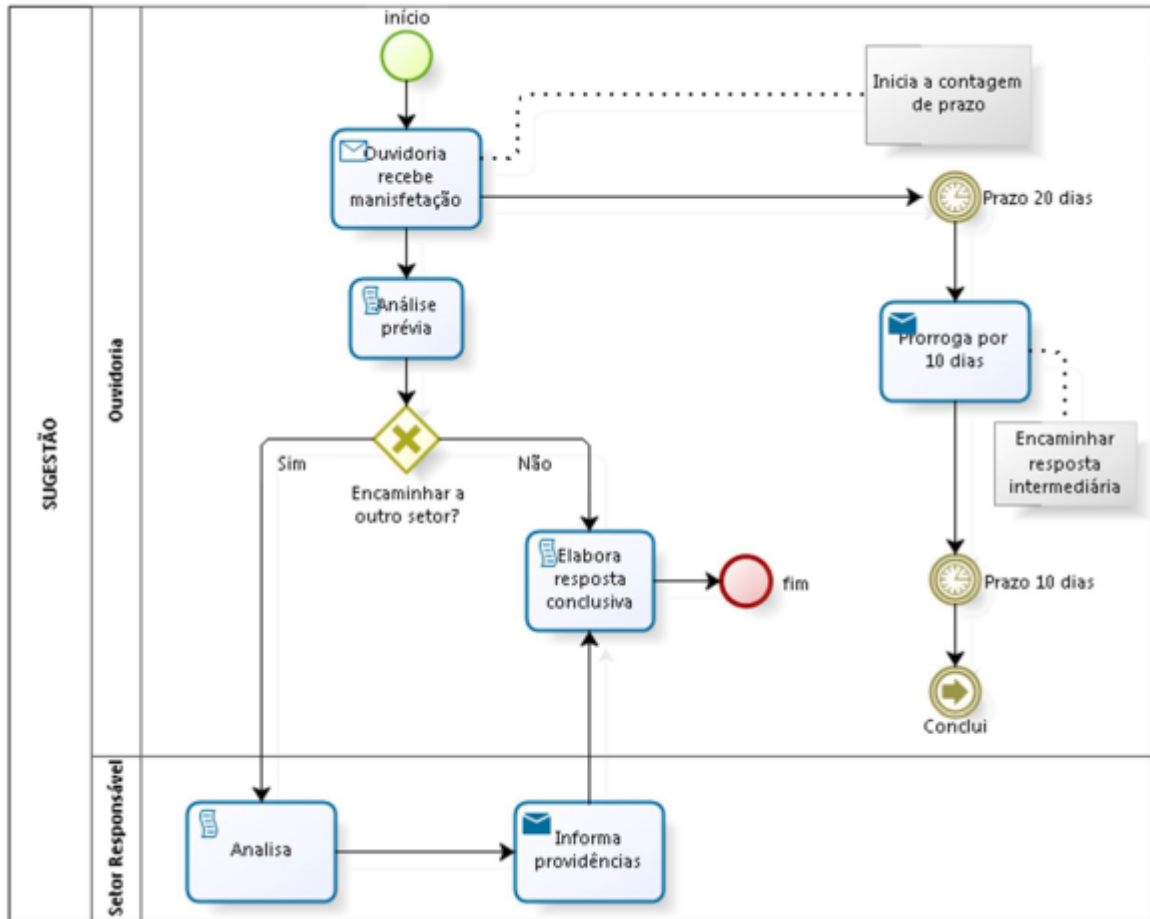 SUGESTÃO
Ouvidoria
início
Inicia a contagem
de prazo
Ouvidoria
recebe
manisfetação
Prazo 20 dias
Análise
prévia
Prorroga por
10 dias
Sim
Não
Encaminhar a
outro setor?
Encaminhar
resposta
intermediária
Elabora
resposta
conclusiva
fim
Prazo 10 dias
Conclui
Setor Responsável
Analisa
Informa
providências